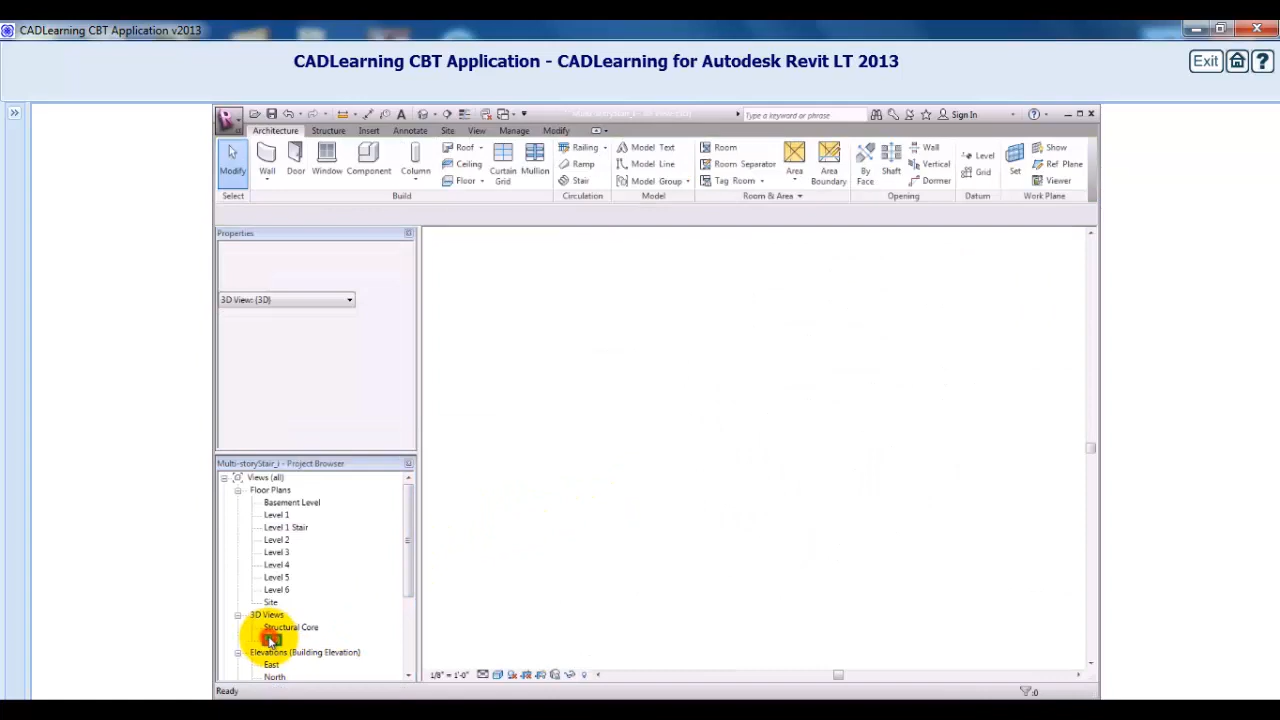 CADLearning CBT Application v2013
CADLearning CBT Application - CADLearning for Autodesk Revit LT 2013
Exit
Type a keyword or phrase
Sign In
Architecture Structure Insert Annotate Site View Manage Modify
Modify
Wall
Door
Window
Component
Column
Roof
Ceiling
Floor
Curtain Grid
Mullion
Railing
Ramp
Stair
Model Text
Model Line
Model Group
Room
Room Separator
Tag Room
Area
Area Boundary
By Face
Shaft
Wall
Vertical
Dormer
Level
Grid
Set
Show
Ref Plane
Viewer
Select
Build
Circulation
Model
Room & Area
Opening
Datum
Work Plane
Properties
3D View: {3D}
Multi-storyStair_i - Project Browser
Views (all)
Floor Plans
Basement Level
Level 1
Level 1 Stair
Level 2
Level 3
Level 4
Level 5
Level 6
Site
3D Views
Structural Core
Elevations (Building Elevation)
East
North
1/8" = 1'-0"
Ready
:0